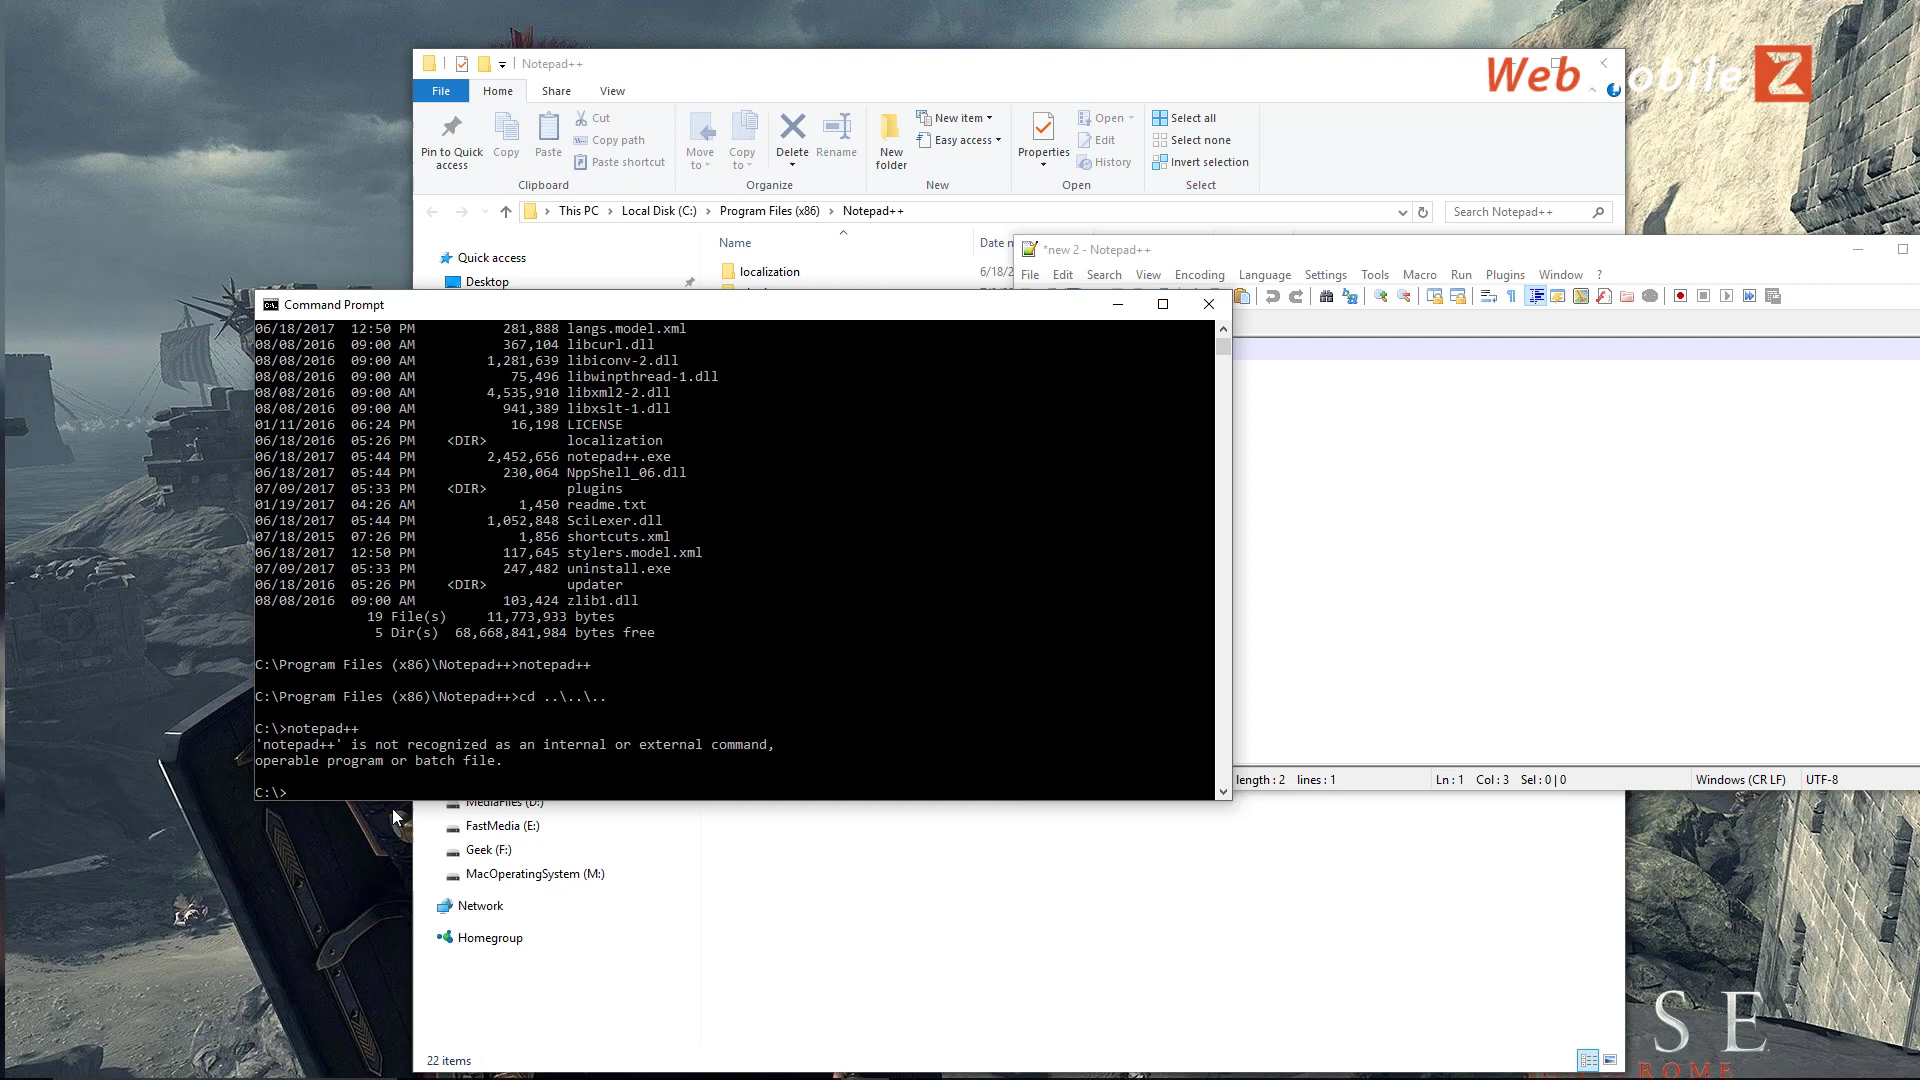 Notepad++
Web
obile Z
File Home Share View
Pin to Quick access
Copy
Paste
Cut
Copy path
Paste shortcut
Clipboard
Move to
Copy to
Delete
Rename
Organize
New folder
New item
Easy access
New
Properties
Open
Edit
History
Open
Select all
Select none
Invert selection
Select
This PC Local Disk (C:) Program Files (x86) Notepad++
Search Notepad++
Quick access
Desktop
Name
localization
Date
6/18/2
*new 2 - Notepad++
File Edit Search View Encoding Language Settings Tools Macro Run Plugins Window ?
Command Prompt
06/18/2017 12:50 PM 281,888 langs.model.xml
08/08/2016 09:00 AM 367,104 libcurl.dll
08/08/2016 09:00 AM 1,281,639 libiconv-2.dll
08/08/2016 09:00 AM 75,496 libwinpthread-1.dll
08/08/2016 09:00 AM 4,535,910 libxml2-2.dll
08/08/2016 09:00 AM 941,389 libxslt-1.dll
01/11/2016 06:24 PM 16,198 LICENSE
06/18/2016 05:26 PM <DIR> localization
06/18/2017 05:44 PM 2,452,656 notepad++.exe
06/18/2017 05:44 PM 230,064 NppShell_06.dll
07/09/2017 05:33 PM <DIR> plugins
01/19/2017 04:26 AM 1,450 readme.txt
06/18/2017 05:44 PM 1,052,848 SciLexer.dll
07/18/2015 07:26 PM 1,856 shortcuts.xml
06/18/2017 12:50 PM 117,645 stylers.model.xml
07/09/2017 05:33 PM 247,482 uninstall.exe
06/18/2016 05:26 PM <DIR> updater
08/08/2016 09:00 AM 103,424 zlib1.dll
19 File(s) 11,773,933 bytes
5 Dir(s) 68,668,841,984 bytes free
C:\Program Files (x86)\Notepad++>notepad++
C:\Program Files (x86)\Notepad++>cd ..\..\..
C:\>notepad++
'notepad++' is not recognized as an internal or external command,
operable program or batch file.
C:\>
length : 2 lines : 1 Ln : 1 Col : 3 Sel : 0 | 0 Windows (CR LF) UTF-8
MediaFiles (D:)
FastMedia (E:)
Geek (F:)
MacOperatingSystem (M:)
Network
Homegroup
22 items
S E
ROME